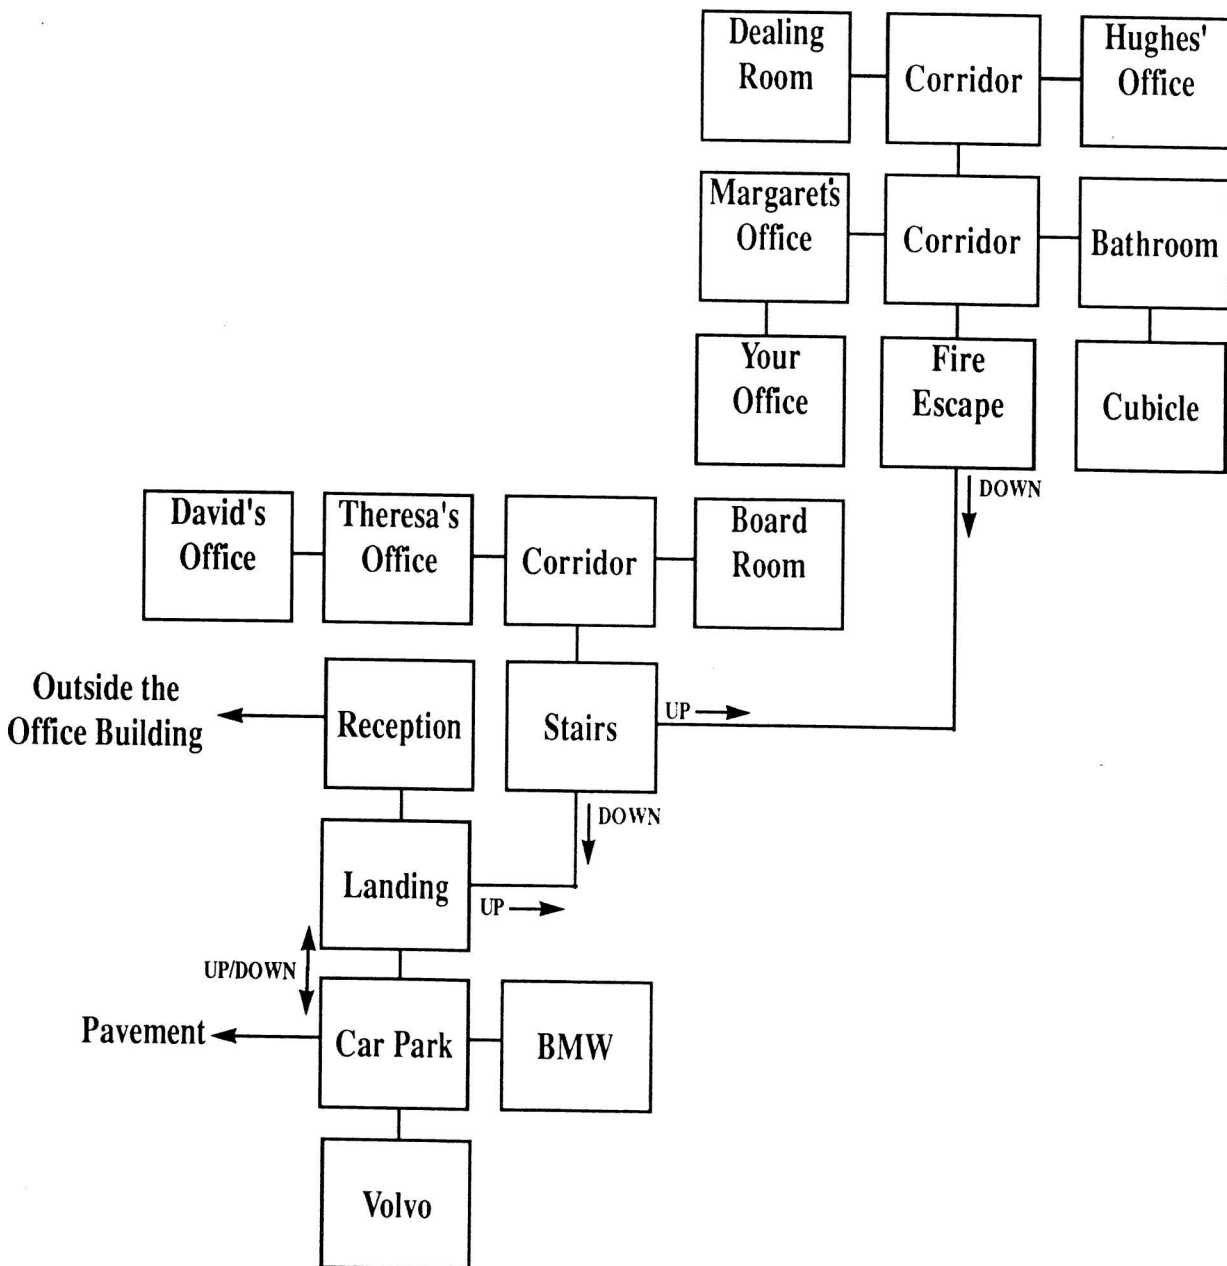 Dealing
Room
Corridor
Hughes'
Office
Margaret's
Office
Corridor
Bathroom
Your
Office
Fire
Escape
Cubicle
DOWN
David's
Office
Theresa's
Office
Corridor
Board
Room
Outside the
Office Building
Reception
Stairs
UP
DOWN
Landing
UP
UP/DOWN
Pavement
Car Park
BMW
Volvo